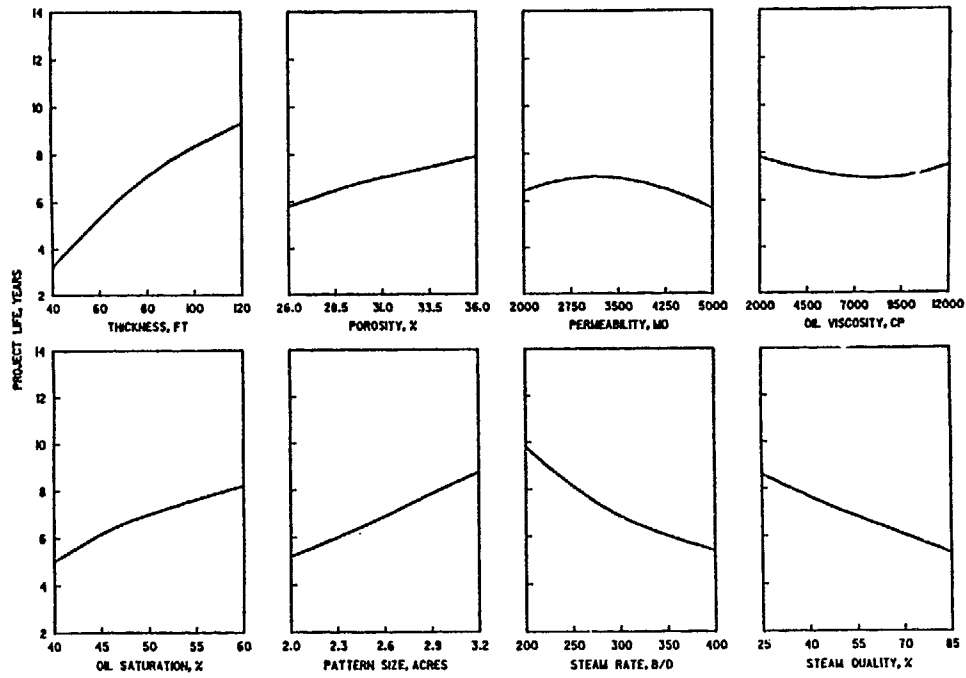 14
12
10
8
6
4
2
40 60 80 100 120
THICKNESS, FT
26.0 28.5 31.0 33.5 36.0
POROSITY, %
2000 2750 3500 4250 5000
PERMEABILITY, MD
2000 4500 7000 9500 12000
OIL VISCOSITY, CP
PROJECT LIFE, YEARS
14
12
10
8
6
4
2
40 45 50 55 60
OIL SATURATION, %
2.0 2.3 2.6 2.9 3.2
PATTERN SIZE, ACRES
200 250 300 350 400
STEAM RATE, B/D
25 40 55 70 85
STEAM QUALITY, %